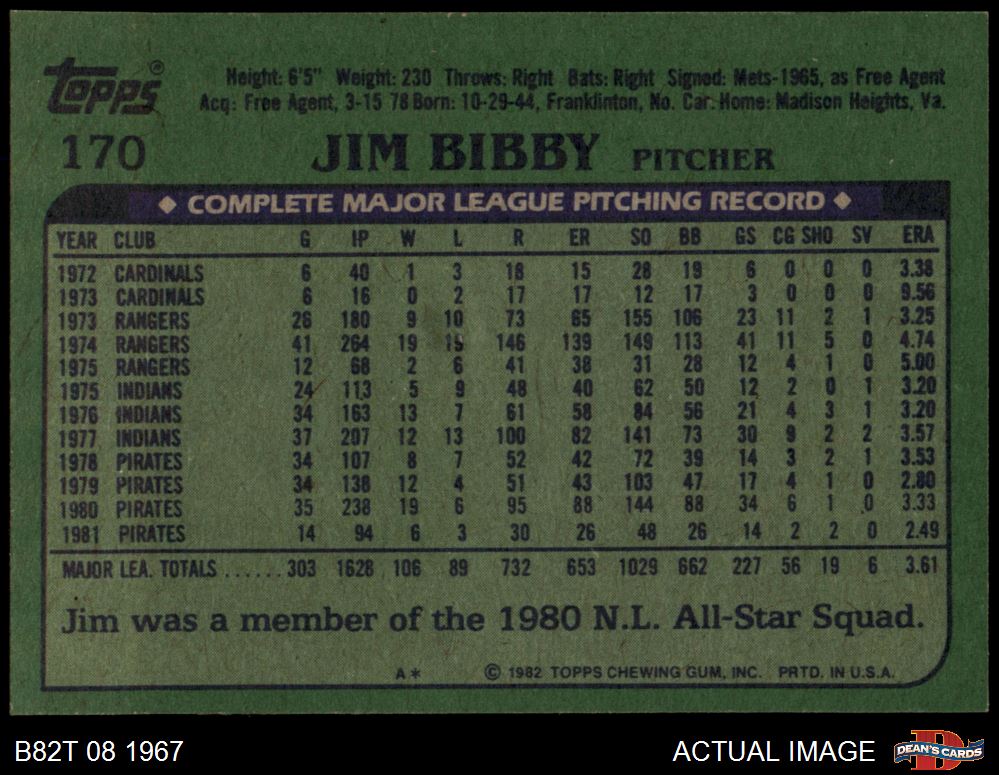 Topps®
Height: 6'5" Weight: 230 Throws: Right Bats: Right Signed: Mets-1965, as Free Agent
Acq: Free Agent, 3-15 78 Born: 10-29-44, Franklinton, No. Car. Home: Madison Heights, Va.
170 JIM BIBBY PITCHER
◆ COMPLETE MAJOR LEAGUE PITCHING RECORD ◆
YEAR CLUB G IP W L R ER SO BB GS CG SHO SV ERA
1972 CARDINALS 6 40 1 3 18 15 28 19 6 0 0 0 3.38
1973 CARDINALS 6 16 0 2 17 17 12 17 3 0 0 0 9.56
1973 RANGERS 26 180 9 10 73 65 155 106 23 11 2 1 3.25
1974 RANGERS 41 264 19 19 146 139 149 113 41 11 5 0 4.74
1975 RANGERS 12 68 2 6 41 38 31 28 12 4 1 0 5.00
1975 INDIANS 24 113 5 9 48 40 62 50 12 2 0 1 3.20
1976 INDIANS 34 163 13 7 61 58 84 56 21 4 3 1 3.20
1977 INDIANS 37 207 12 13 100 82 141 73 30 9 2 2 3.57
1978 PIRATES 34 107 8 7 52 42 72 39 14 3 2 1 3.53
1979 PIRATES 34 138 12 4 51 43 103 47 17 4 1 0 2.80
1980 PIRATES 35 238 19 6 95 88 144 88 34 6 1 0 3.33
1981 PIRATES 14 94 6 3 30 26 48 26 14 2 2 0 2.49
MAJOR LEA. TOTALS ...... 303 1628 106 89 732 653 1029 662 227 56 19 6 3.61
Jim was a member of the 1980 N.L. All-Star Squad.
A* © 1982 TOPPS CHEWING GUM, INC. PRTD. IN U.S.A.
B82T 08 1967 ACTUAL IMAGE DEAN'S CARDS